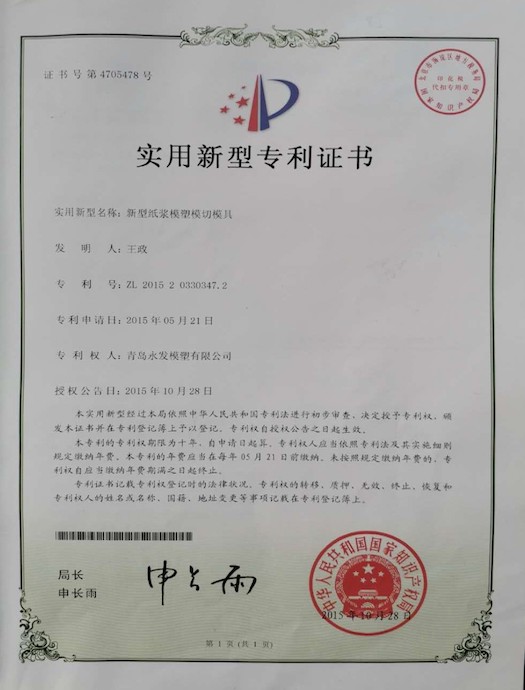 证书号第4705478号
国家知识产权局
代扣专用章
实用新型专利证书
实用新型名称：新型纸浆模塑模切模具
发明人：王政
专利号：ZL 2015 2 0330347.2
专利申请日：2015年05月21日
专利权人：青岛永发模塑有限公司
授权公告日：2015年10月28日
本实用新型经过本局依照中华人民共和国专利法进行初步审查，决定授予专利权，颁
发本证书并在专利登记簿上予以登记。专利权自授权公告之日起生效。
本专利的专利权期限为十年，自申请日起算。专利权人应当依照专利法及其实施细则
规定缴纳年费。本专利的年费应当在每年05月21日前缴纳。未按照规定缴纳年费的，专利
权自应当缴纳年费期满之日起终止。
专利证书记载专利权登记时的法律状况。专利权的转移、质押、无效、终止、恢复和
专利权人的姓名或名称、国籍、地址变更等事项记载在专利登记簿上。
局长
申长雨
申长雨
中华人民共和国国家知识产权局
2015年10月28日
第1页(共1页)